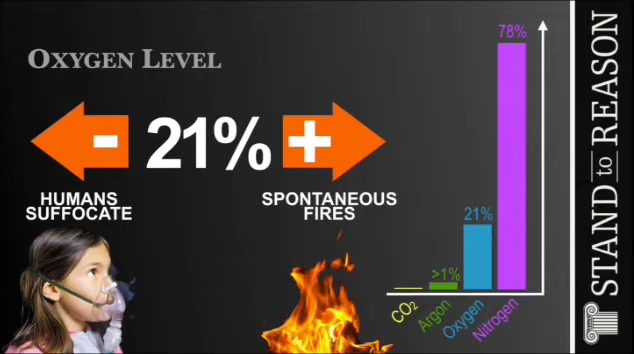 OXYGEN LEVEL
- 21% +
HUMANS
SUFFOCATE
SPONTANEOUS
FIRES
78%
21%
>1%
CO₂
Argon
Oxygen
Nitrogen
STAND to REASON